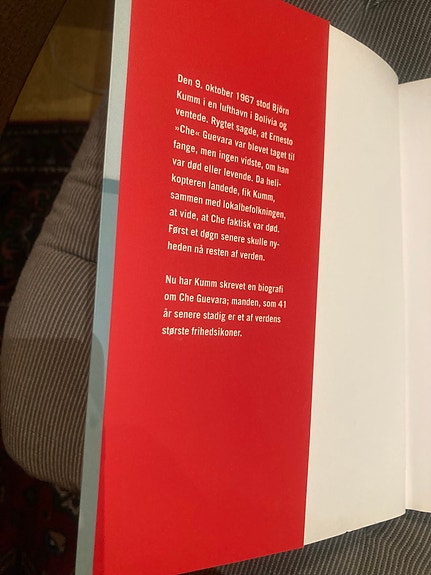 Den 9. oktober 1967 stod Björn
Kumm i en lufthavn i Bolivia og
ventede. Rygtet sagde, at Ernesto
»Che« Guevara var blevet taget til
fange, men ingen vidste, om han
var død eller levende. Da heli-
kopteren landede, fik Kumm,
sammen med lokalbefolkningen,
at vide, at Che faktisk var død.
Først et døgn senere skulle ny-
heden nå resten af verden.
Nu har Kumm skrevet en biografi
om Che Guevara; manden, som 41
år senere stadig er et af verdens
største frihedsikoner.